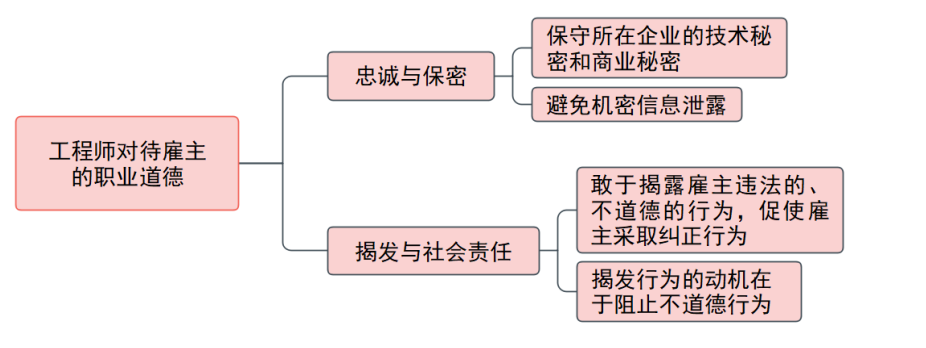 工程师对待雇主
的职业道德
忠诚与保密
保守所在企业的技术秘
密和商业秘密
避免机密信息泄露
揭发与社会责任
敢于揭露雇主违法的、
不道德的行为，促使雇
主采取纠正行为
揭发行为的动机在
于阻止不道德行为